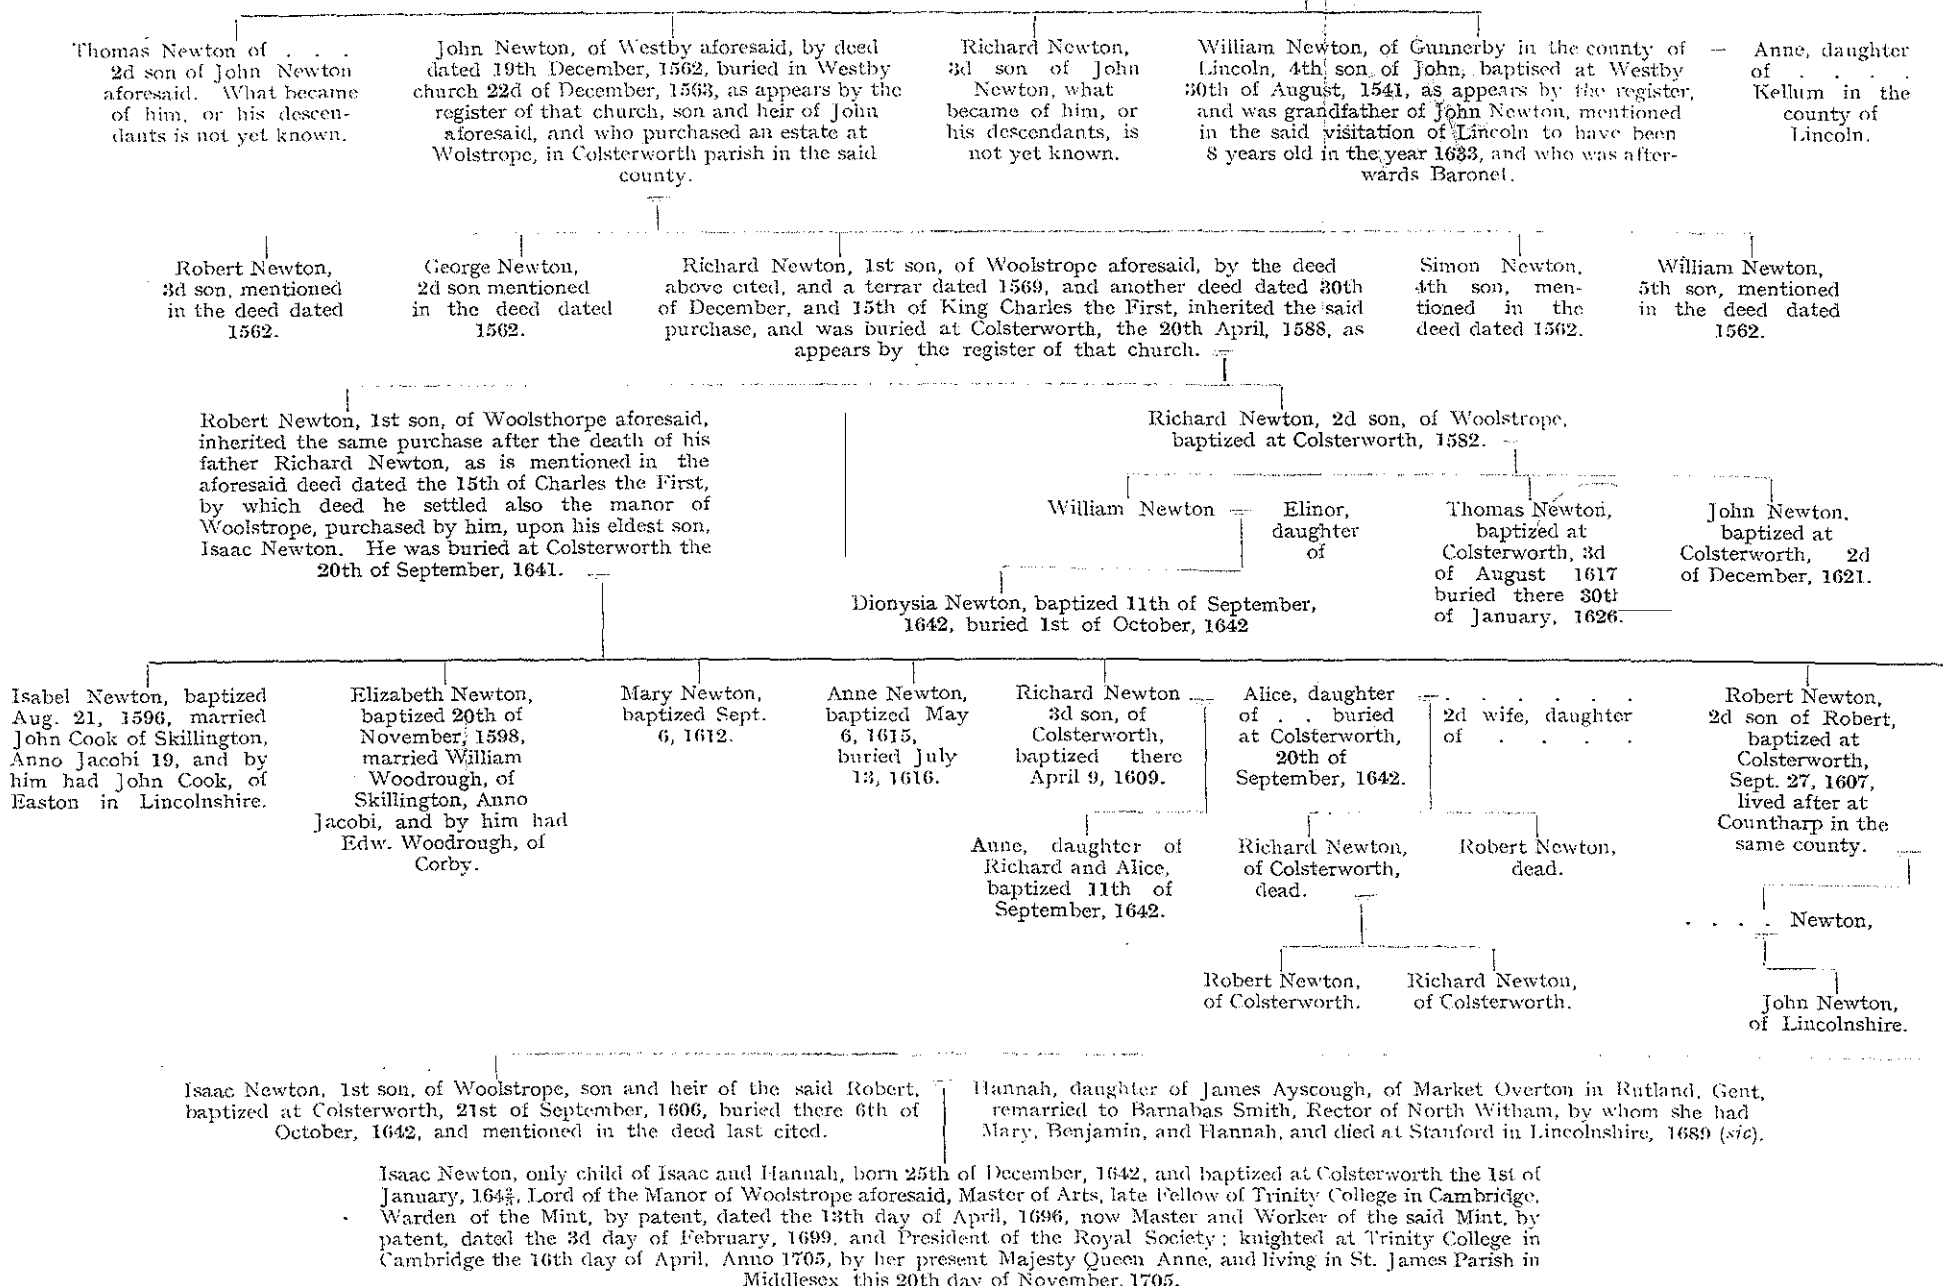 Thomas Newton of . . .
2d son of John Newton
aforesaid. What became
of him, or his descen-
dants is not yet known.
John Newton, of Westby aforesaid, by deed
dated 19th December, 1562, buried in Westby
church 22d of December, 1563, as appears by the
register of that church, son and heir of John
aforesaid, and who purchased an estate at
Wolstrope, in Colsterworth parish in the said
county.
Richard Newton,
3d son of John
Newton, what
became of him, or
his descendants, is
not yet known.
William Newton, of Gunnerby in the county of
Lincoln, 4th son of John, baptised at Westby
30th of August, 1541, as appears by the register,
and was grandfather of John Newton, mentioned
in the said visitation of Lincoln to have been
8 years old in the year 1633, and who was after-
wards Baronet.
Anne, daughter
of . . . .
Kellum in the
county of
Lincoln.
Robert Newton,
3d son, mentioned
in the deed dated
1562.
George Newton,
2d son mentioned
in the deed dated
1562.
Richard Newton, 1st son, of Woolstrope aforesaid, by the deed
above cited, and a terrar dated 1569, and another deed dated 30th
of December, and 15th of King Charles the First, inherited the said
purchase, and was buried at Colsterworth, the 20th April, 1588, as
appears by the register of that church.
Simon Newton,
4th son, men-
tioned in the
deed dated 1562.
William Newton,
5th son, mentioned
in the deed dated
1562.
Robert Newton, 1st son, of Woolsthorpe aforesaid,
inherited the same purchase after the death of his
father Richard Newton, as is mentioned in the
aforesaid deed dated the 15th of Charles the First,
by which deed he settled also the manor of
Woolstrope, purchased by him, upon his eldest son,
Isaac Newton. He was buried at Colsterworth the
20th of September, 1641.
Richard Newton, 2d son, of Woolstrope,
baptized at Colsterworth, 1582.
William Newton
Elinor,
daughter
of
Thomas Newton,
baptized at
Colsterworth, 3d
of August 1617
buried there 30th
of January, 1626.
John Newton,
baptized at
Colsterworth, 2d
of December, 1621.
Dionysia Newton, baptized 11th of September,
1642, buried 1st of October, 1642
Isabel Newton, baptized
Aug. 21, 1596, married
John Cook of Skillington,
Anno Jacobi 19, and by
him had John Cook, of
Easton in Lincolnshire.
Elizabeth Newton,
baptized 20th of
November, 1598,
married William
Woodrough, of
Skillington, Anno
Jacobi, and by him had
Edw. Woodrough, of
Corby.
Mary Newton,
baptized Sept.
6, 1612.
Anne Newton,
baptized May
6, 1615,
buried July
13, 1616.
Richard Newton
3d son, of
Colsterworth,
baptized there
April 9, 1609.
Alice, daughter
of . . buried
at Colsterworth,
20th of
September, 1642.
. . . . . .
2d wife, daughter
of . . . .
Robert Newton,
2d son of Robert,
baptized at
Colsterworth,
Sept. 27, 1607,
lived after at
Countharp in the
same county.
Anne, daughter of
Richard and Alice,
baptized 11th of
September, 1642.
Richard Newton,
of Colsterworth,
dead.
Robert Newton,
dead.
. . . . Newton,
Robert Newton,
of Colsterworth.
Richard Newton,
of Colsterworth.
John Newton,
of Lincolnshire.
Isaac Newton, 1st son, of Woolstrope, son and heir of the said Robert,
baptized at Colsterworth, 21st of September, 1606, buried there 6th of
October, 1642, and mentioned in the deed last cited.
Hannah, daughter of James Ayscough, of Market Overton in Rutland, Gent,
remarried to Barnabas Smith, Rector of North Witham, by whom she had
Mary, Benjamin, and Hannah, and died at Stanford in Lincolnshire, 1689 (sic).
Isaac Newton, only child of Isaac and Hannah, born 25th of December, 1642, and baptized at Colsterworth the 1st of
January, 164⅔, Lord of the Manor of Woolstrope aforesaid, Master of Arts, late Fellow of Trinity College in Cambridge,
Warden of the Mint, by patent, dated the 13th day of April, 1696, now Master and Worker of the said Mint, by
patent, dated the 3d day of February, 1699, and President of the Royal Society; knighted at Trinity College in
Cambridge the 16th day of April, Anno 1705, by her present Majesty Queen Anne, and living in St. James Parish in
Middlesex this 20th day of November, 1705.